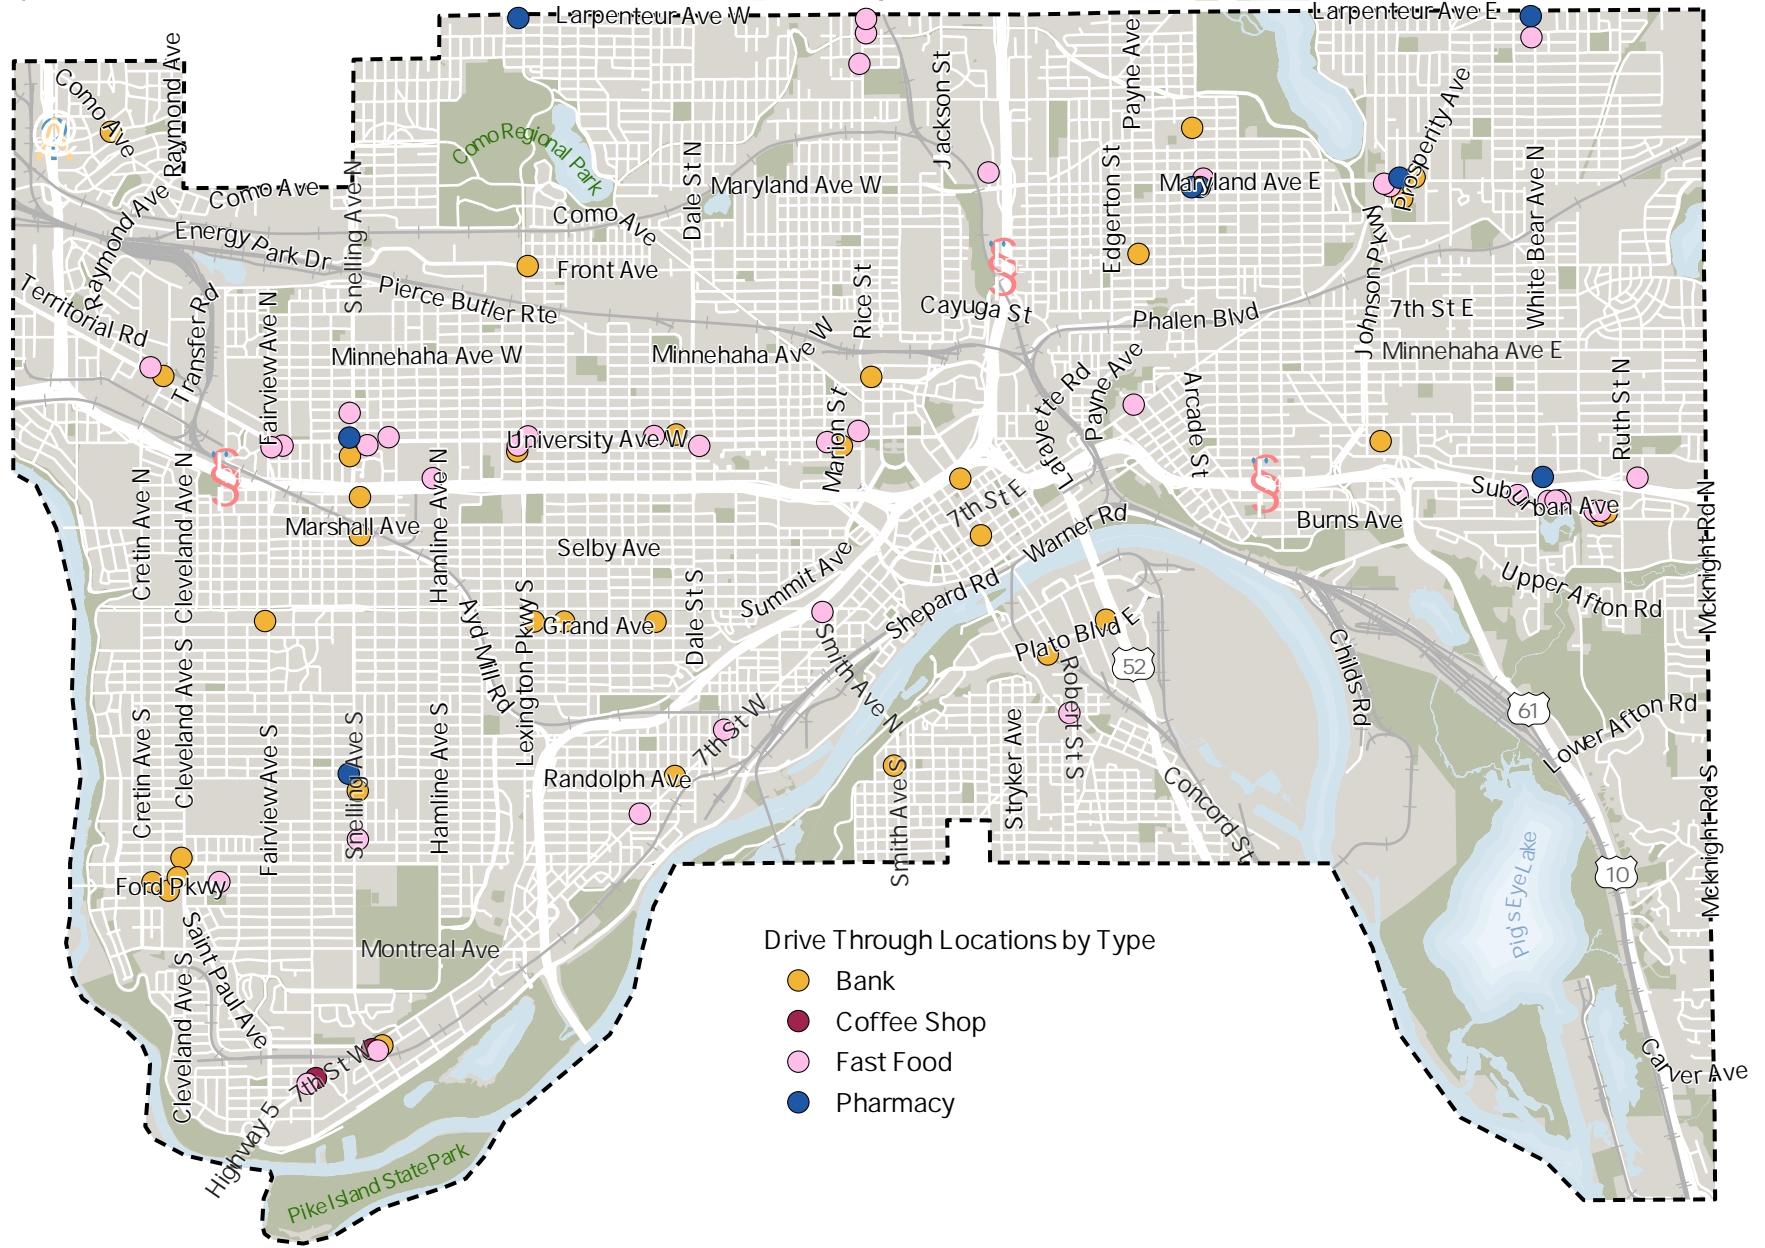 Larpenteur Ave W
Larpenteur Ave E
Como Ave
Raymond Ave
Como Regional Park
Jackson St
Payne Ave
Prosperity Ave
Como Ave
Dale St N
Maryland Ave W
Maryland Ave E
Edgerton St
White Bear Ave N
Raymond Ave
Snelling Ave N
Como Ave
Energy Park Dr
Front Ave
Rice St
Johnson Pkwy
Territorial Rd
Transfer Rd
Fairview Ave N
Pierce Butler Rte
Cayuga St
Phalen Blvd
7th St E
Minnehaha Ave W
Minnehaha Ave W
Minnehaha Ave E
Lafayette Rd
Payne Ave
Arcade St
Ruth St N
Marion St
University Ave W
Cretin Ave N
Cleveland Ave N
Hamline Ave N
Marshall Ave
Selby Ave
7th St E
Warner Rd
Burns Ave
Suburban Ave
Mcknight Rd N
Summit Ave
Shepard Rd
Upper Afton Rd
Ayd Mill Rd
Lexington Pkwy S
Grand Ave
Dale St S
Smith Ave N
Plato Blvd E
52
Childs Rd
Cretin Ave S
Cleveland Ave S
Fairview Ave S
Snelling Ave S
Hamline Ave S
7th St W
Robert St S
Stryker Ave
61
Lower Afton Rd
Randolph Ave
Smith Ave S
Concord St
Mcknight Rd S
Pig's Eye Lake
10
Ford Pkwy
Saint Paul Ave
Montreal Ave
Cleveland Ave S
7th St W
Highway 5
Carver Ave
Pike Island State Park
Drive Through Locations by Type
Bank
Coffee Shop
Fast Food
Pharmacy